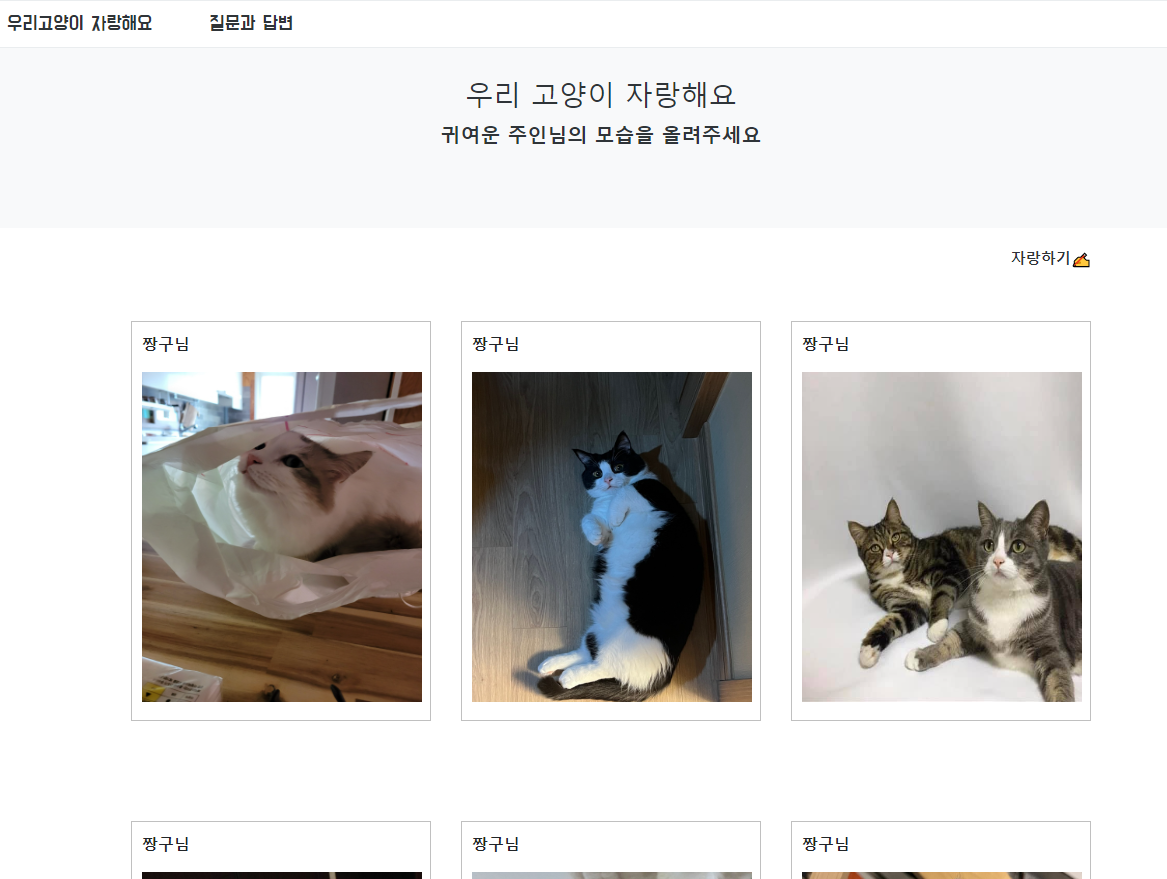 우리고양이 자랑해요 질문과 답변
우리 고양이 자랑해요
귀여운 주인님의 모습을 올려주세요
자랑하기✍
짱구님 짱구님 짱구님
짱구님 짱구님 짱구님